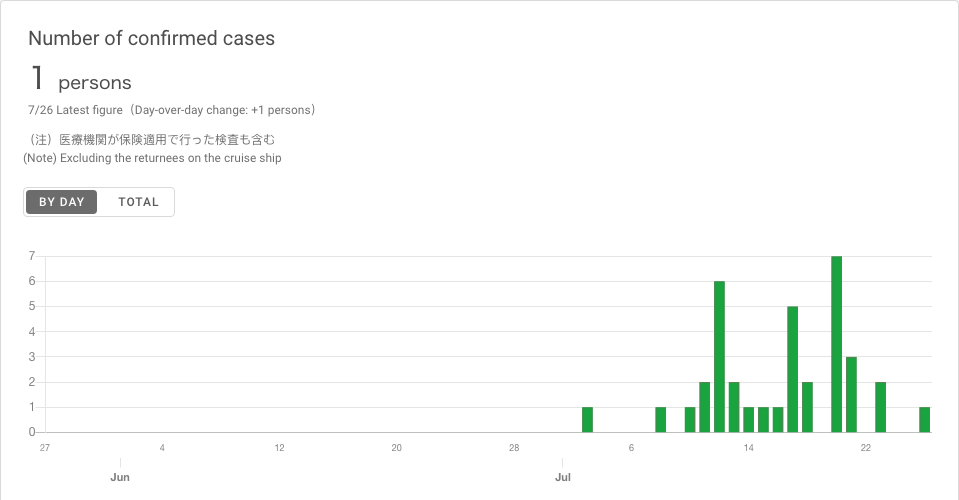 Number of confirmed cases
1 persons
7/26 Latest figure（Day-over-day change: +1 persons）
（注）医療機関が保険適用で行った検査も含む
(Note) Excluding the returnees on the cruise ship
BY DAY TOTAL
7
6
5
4
3
2
1
0
27 4 12 20 28 6 14 22
Jun Jul